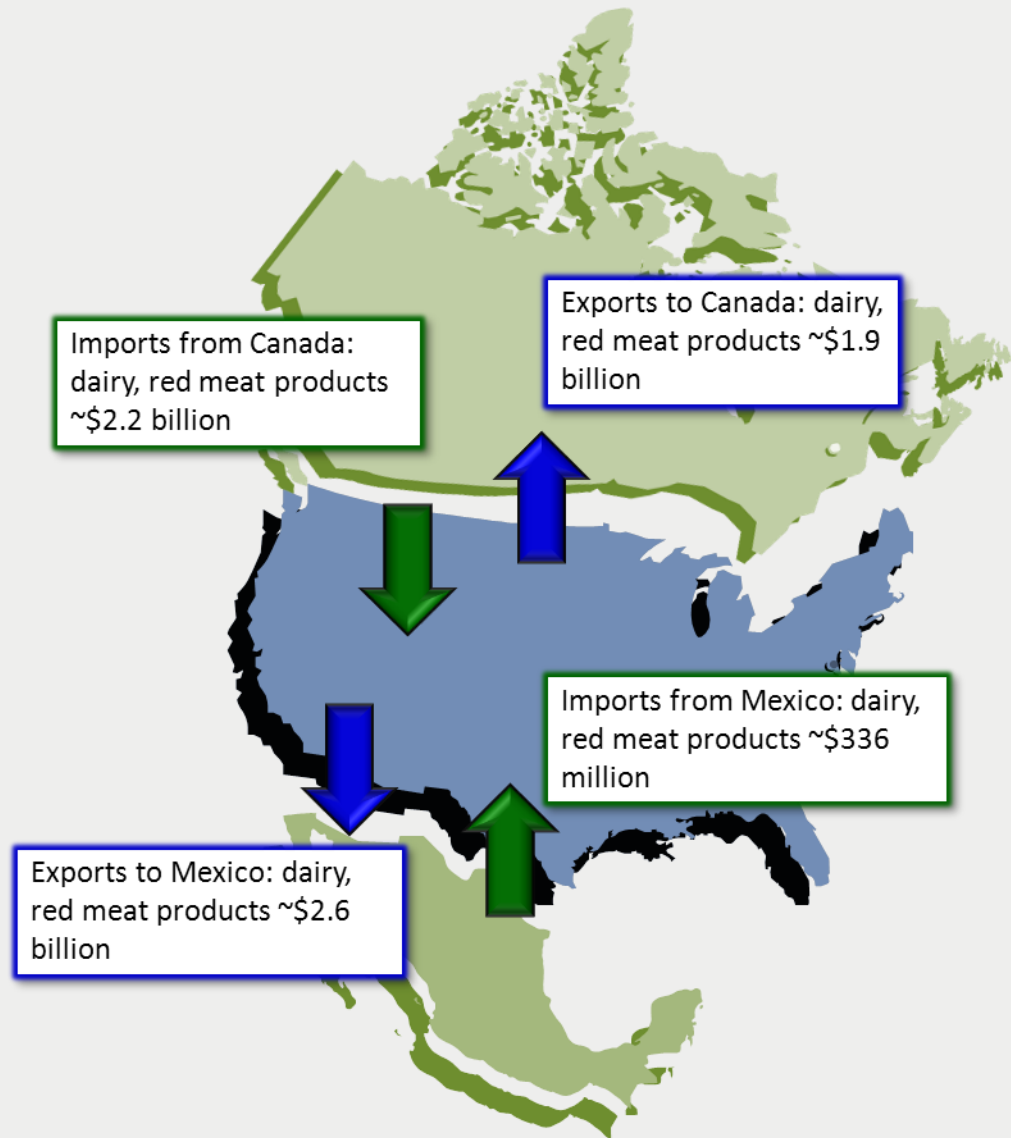 Exports to Canada: dairy,
red meat products ~$1.9
billion
Imports from Canada:
dairy, red meat products
~$2.2 billion
Imports from Mexico: dairy,
red meat products ~$336
million
Exports to Mexico: dairy,
red meat products ~$2.6
billion